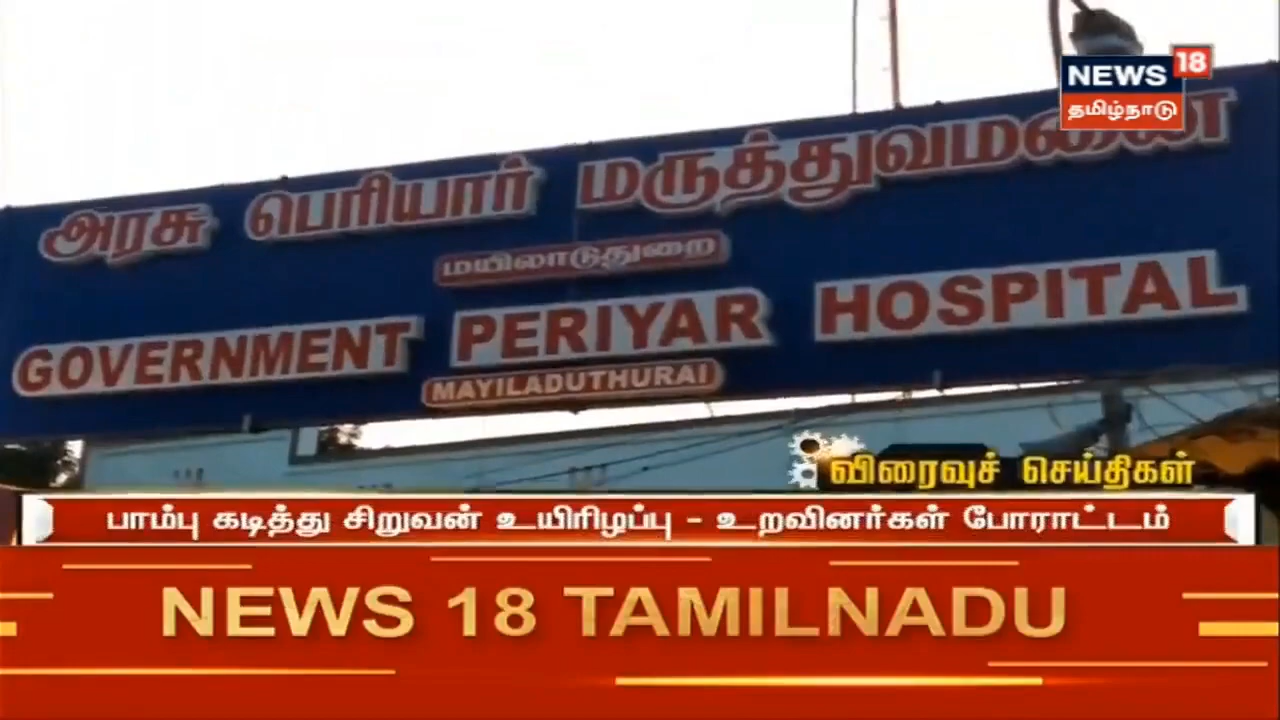 NEWS 18
தமிழ்நாடு
அரசு பெரியார் மருத்துவமனை
மயிலாடுதுறை
GOVERNMENT PERIYAR HOSPITAL
MAYILADUTHURAI
விரைவுச் செய்திகள்
பாம்பு கடித்து சிறுவன் உயிரிழப்பு - உறவினர்கள் போராட்டம்
NEWS 18 TAMILNADU